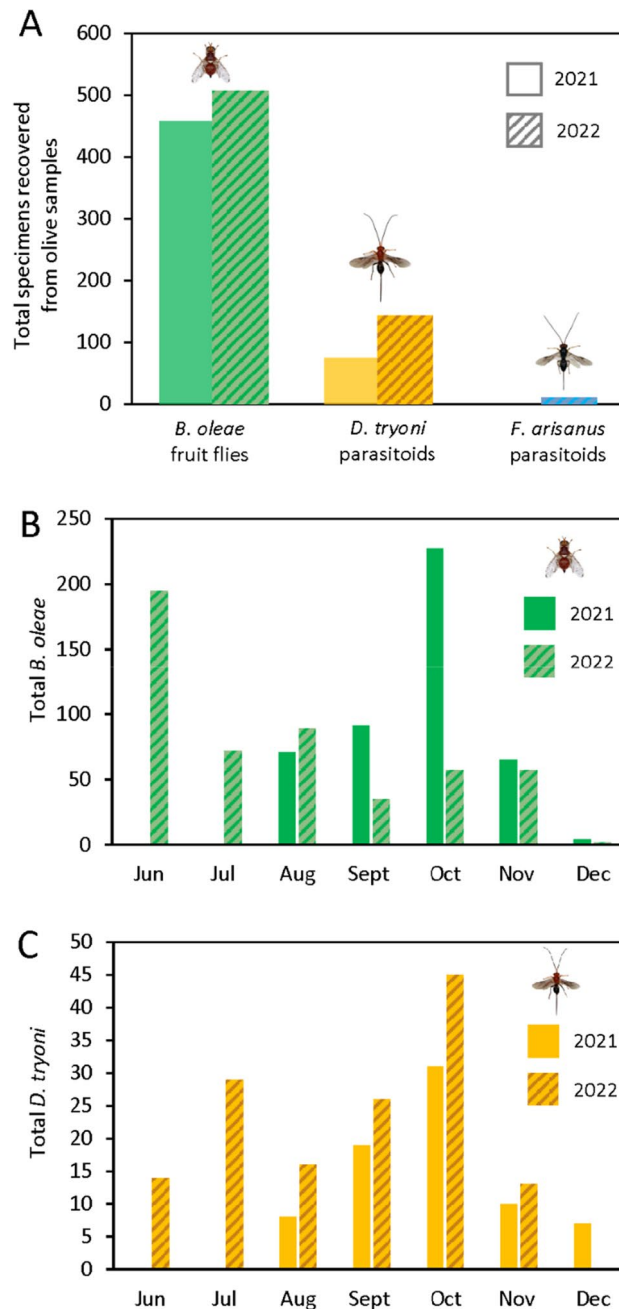 A
Total specimens recovered
from olive samples
600
500
400
300
200
100
0
2021
2022
B. oleae
fruit flies
D. tryoni
parasitoids
F. arisanus
parasitoids
B
Total B. oleae
250
200
150
100
50
0
2021
2022
Jun Jul Aug Sept Oct Nov Dec
C
Total D. tryoni
50
45
40
35
30
25
20
15
10
5
0
2021
2022
Jun Jul Aug Sept Oct Nov Dec